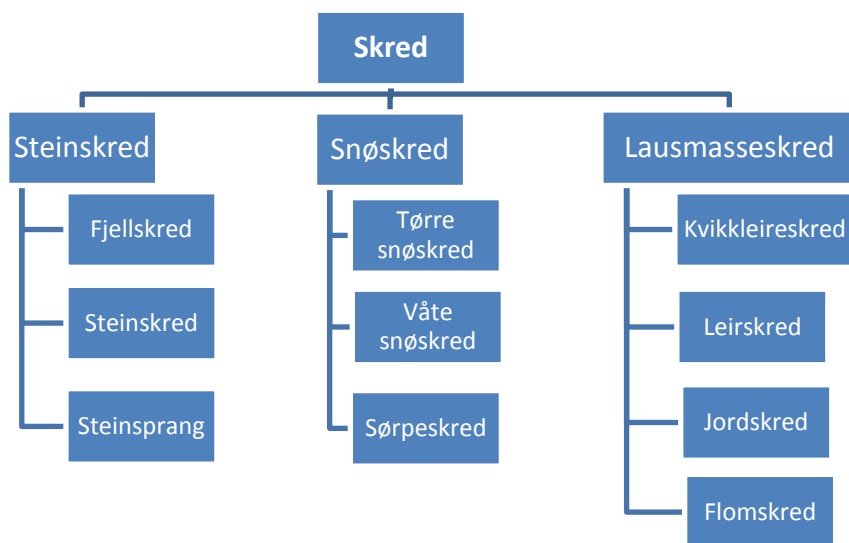 Skred
Steinskred
Fjellskred
Steinskred
Steinsprang
Snøskred
Tørre
snøskred
Våte
snøskred
Sørpeskred
Lausmasseskred
Kvikkleireskred
Leirskred
Jordskred
Flomskred